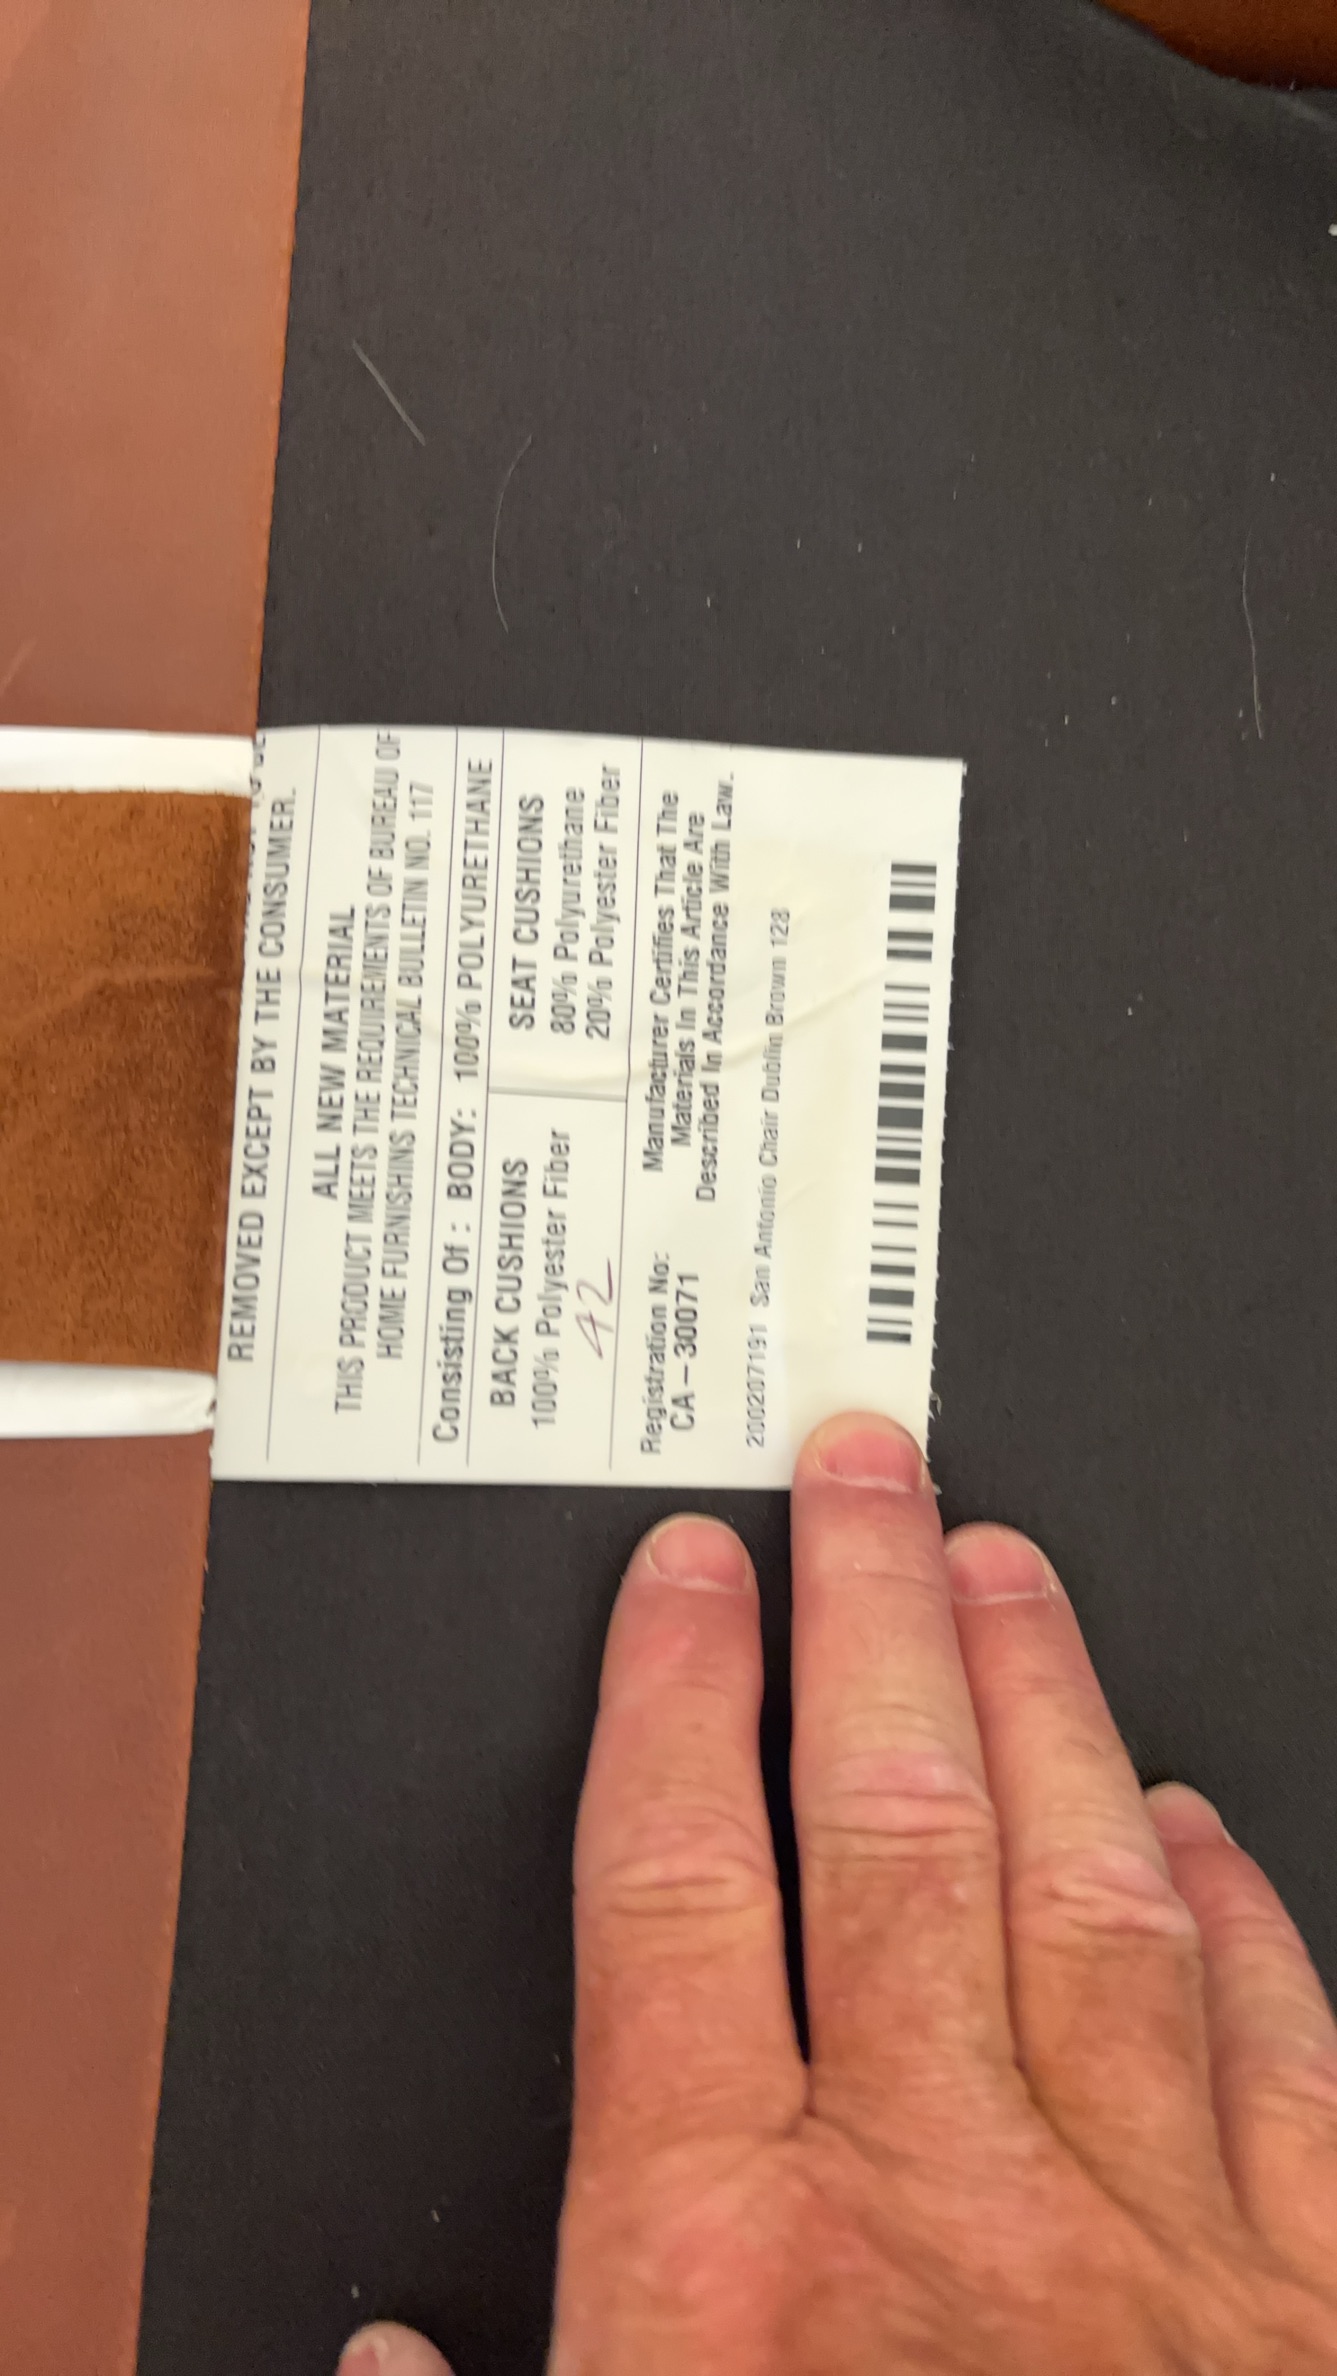 REMOVED EXCEPT BY THE CONSUMER.
ALL NEW MATERIAL
THIS PRODUCT MEETS THE REQUIREMENTS OF BUREAU OF
HOME FURNISHINS TECHNICAL BULLETIN NO. 117
Consisting Of : BODY: 100% POLYURETHANE
BACK CUSHIONS
100% Polyester Fiber
42
SEAT CUSHIONS
80% Polyurethane
20% Polyester Fiber
Registration No:
CA-30071
Manufacturer Certifies That The
Materials In This Article Are
Described In Accordance With Law.
200207191 San Antonio Chair Dublin Brown 128